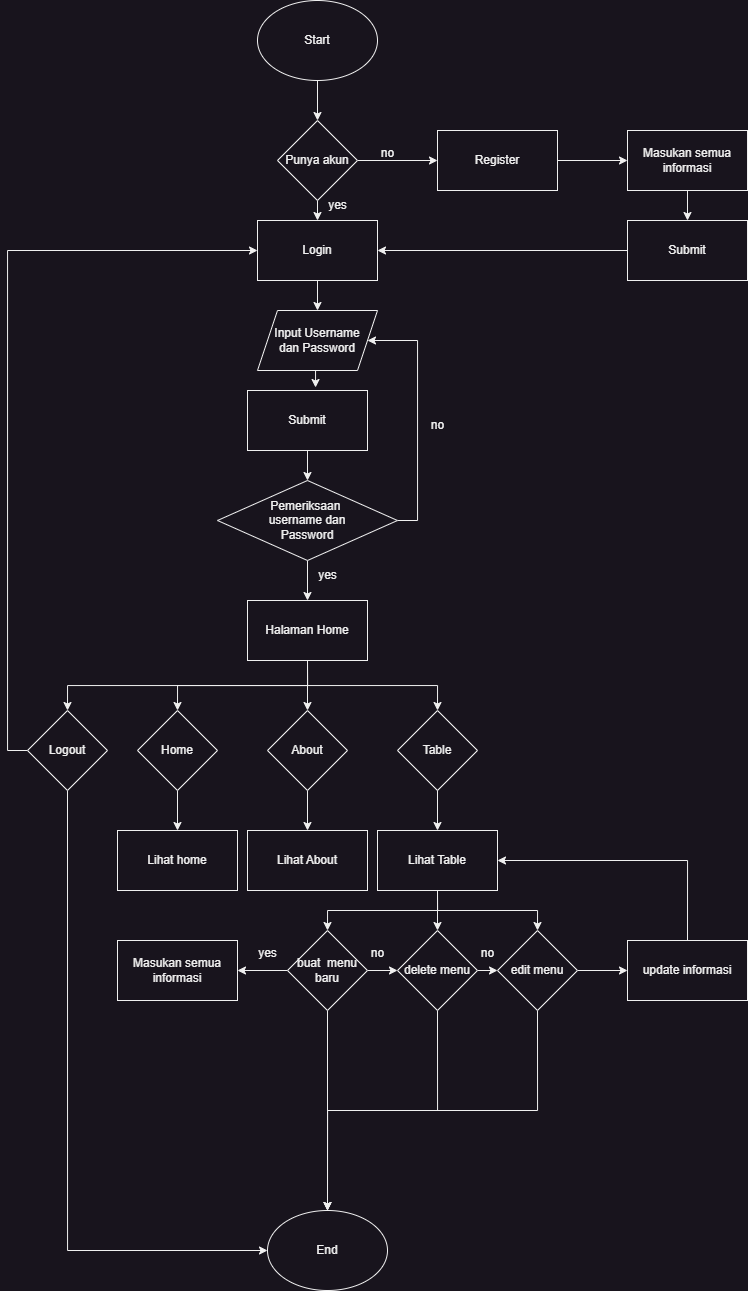 Start
Punya akun
no
Register
Masukan semua
informasi
yes
Login
Submit
Input Username
dan Password
Submit
no
Pemeriksaan
username dan
Password
yes
Halaman Home
Logout
Home
About
Table
Lihat home
Lihat About
Lihat Table
Masukan semua
informasi
yes
buat menu
baru
no
delete menu
no
edit menu
update informasi
End